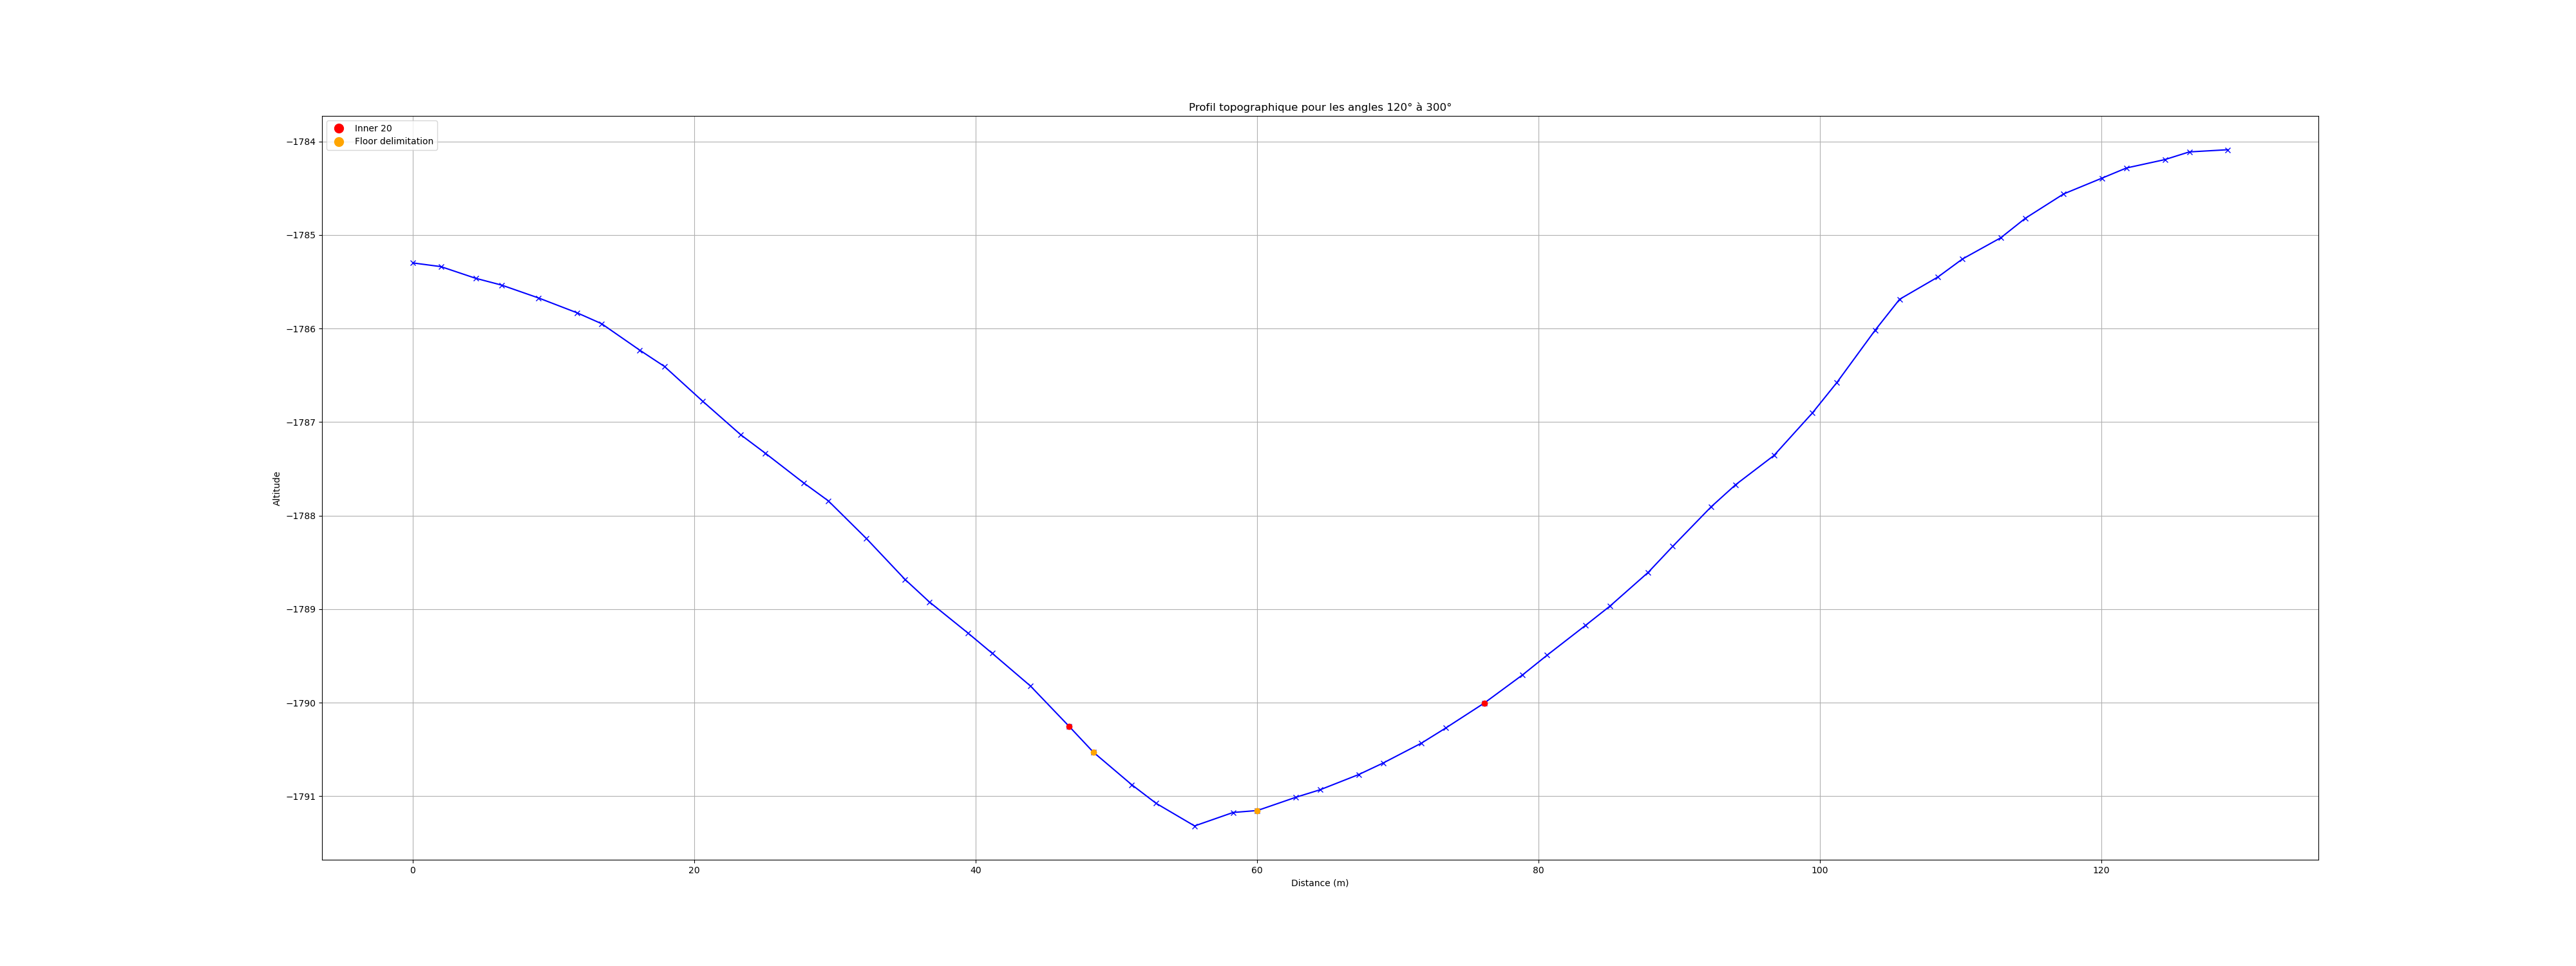 Profil topographique pour les angles 120° à 300°
Inner 20
Floor delimitation
−1784
−1785
−1786
−1787
−1788
−1789
−1790
−1791
Altitude
0 20 40 60 80 100 120
Distance (m)